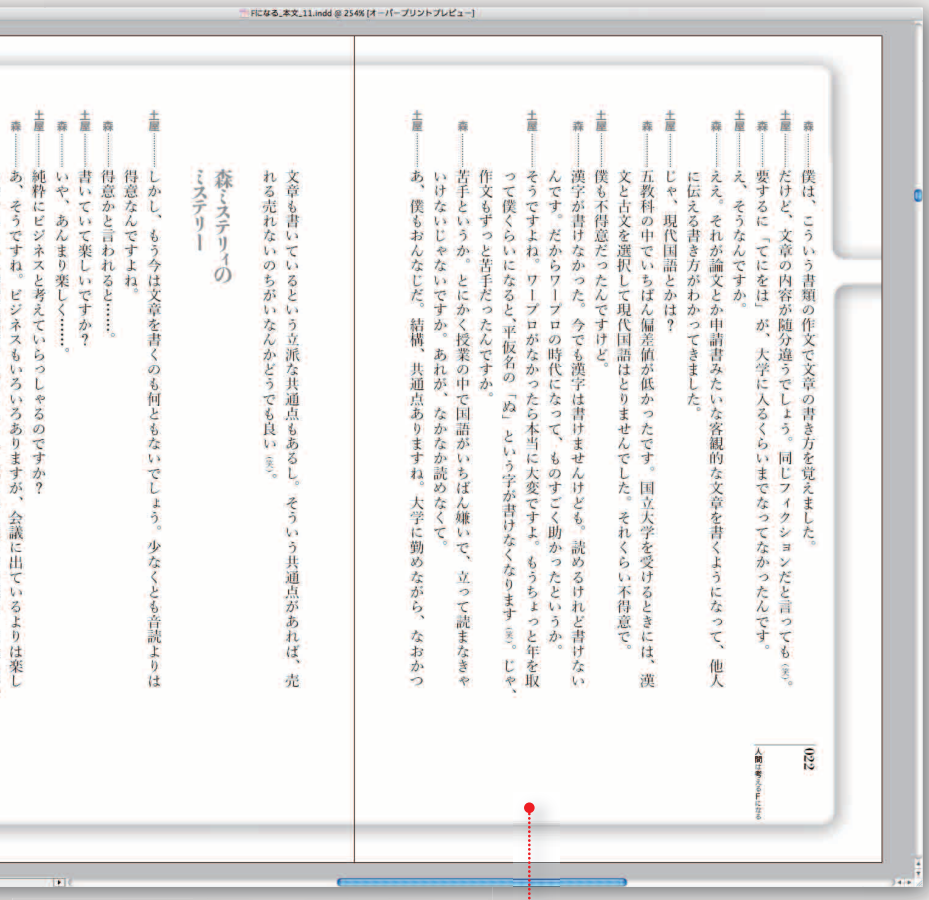 Fになる_本文_11.indd @ 254% [オーバープリントプレビュー]
森…………僕は、こういう書類の作文で文章の書き方を覚えました。
土屋…………だけど、文章の内容が随分違うでしょう。同じフィクションだと言っても（笑）。
森…………要するに「てにをは」が、大学に入るくらいまでなってなかったんです。
土屋…………え、そうなんですか。
森…………ええ。それが論文とか申請書みたいな客観的な文章を書くようになって、他人
に伝える書き方がわかってきました。
土屋…………じゃ、現代国語とかは？
森…………五教科の中でいちばん偏差値が低かったです。国立大学を受けるときには、漢
文と古文を選択して現代国語はとりませんでした。それくらい不得意で。
土屋…………僕も不得意だったんですけど。
森…………漢字が書けなかった。今でも漢字は書けませんけども。読めるけれど書けない
んです。だからワープロの時代になって、ものすごく助かったというか。
土屋…………そうですよね。ワープロがなかったら本当に大変ですよ。もうちょっと年を取
って僕くらいになると、平仮名の「ぬ」という字が書けなくなります（笑）。じゃ、
作文もずっと苦手だったんですか。
森…………苦手というか。とにかく授業の中で国語がいちばん嫌いで、立って読まなきゃ
いけないじゃないですか。あれが、なかなか読めなくて。
土屋…………あ、僕もおんなじだ。結構、共通点ありますね。大学に勤めながら、なおかつ
022
人間は考えるFになる
文章も書いているという立派な共通点もあるし。そういう共通点があれば、売
れる売れないのちがいなんかどうでも良い（笑）。
森ミステリィの
ミステリー
土屋…………しかし、もう今は文章を書くのも何ともないでしょう。少なくとも音読よりは
得意なんですよね。
森…………得意かと言われると……。
土屋…………書いていて楽しいですか？
森…………いや、あんまり楽しく……。
土屋…………純粋にビジネスと考えていらっしゃるのですか？
森…………あ、そうですね。ビジネスもいろいろありますが、会議に出ているよりは楽し